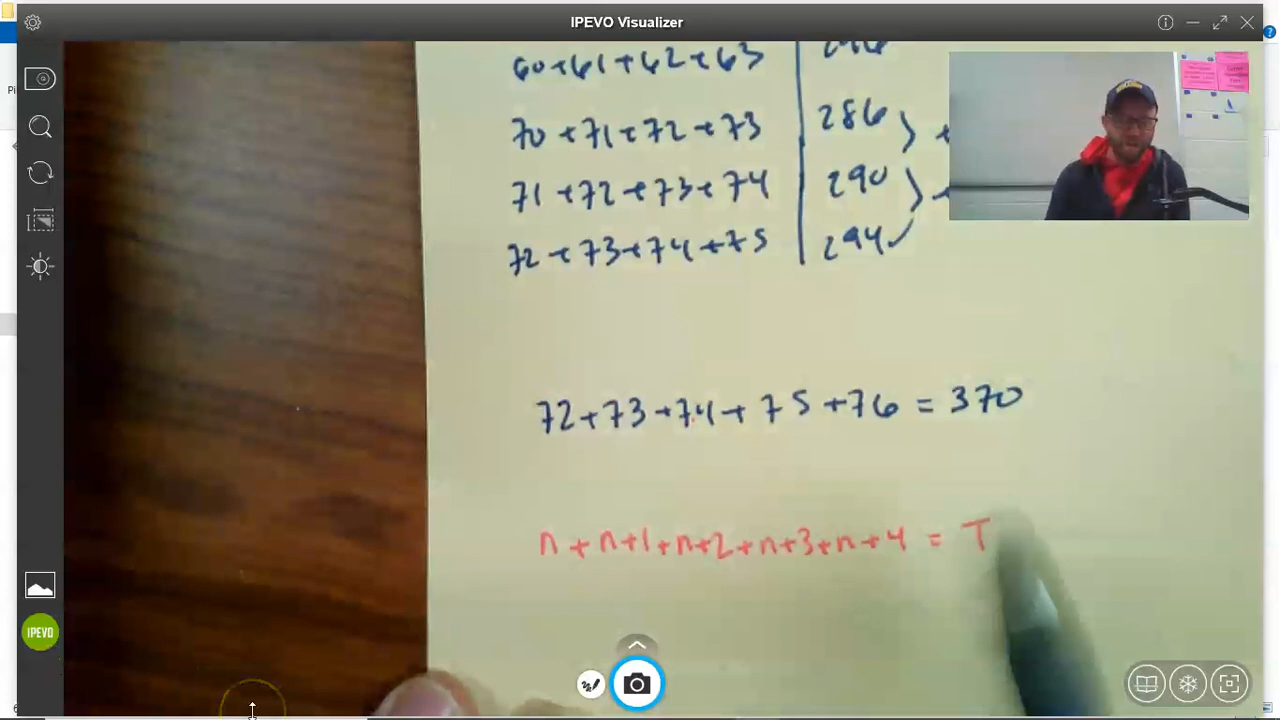 IPEVO Visualizer
60+61+62+63
70+71+72+73 | 286 } +
71+72+73+74 | 290 } +
72+73+74+75 | 294 ✓
72+73+74+75+76 = 370
n + n+1+n+2+n+3+n+4 = T
IPEVO